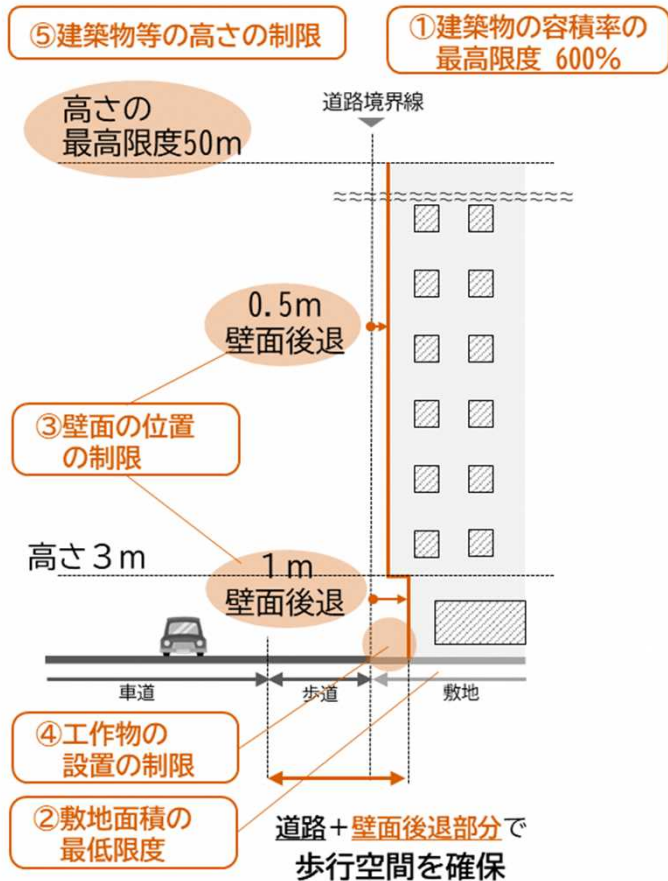 ⑤建築物等の高さの制限
①建築物の容積率の
最高限度 600%
高さの
最高限度50m
道路境界線
0.5m
壁面後退
③壁面の位置
の制限
高さ3m
1m
壁面後退
車道
歩道
敷地
④工作物の
設置の制限
②敷地面積の
最低限度
道路+壁面後退部分で
歩行空間を確保